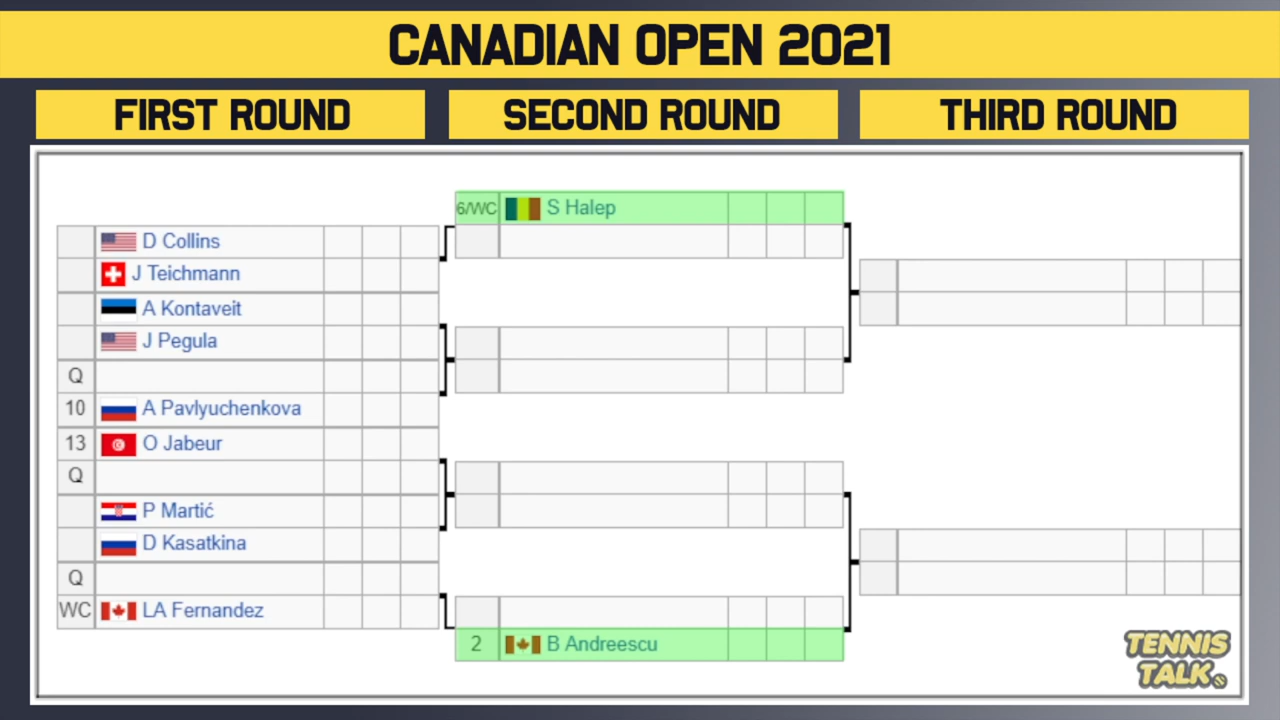 CANADIAN OPEN 2021
FIRST ROUND
SECOND ROUND
THIRD ROUND
6/WC S Halep
D Collins
J Teichmann
A Kontaveit
J Pegula
Q
10 A Pavlyuchenkova
13 O Jabeur
Q
P Martić
D Kasatkina
Q
WC LA Fernandez
2 B Andreescu
TENNIS
TALK